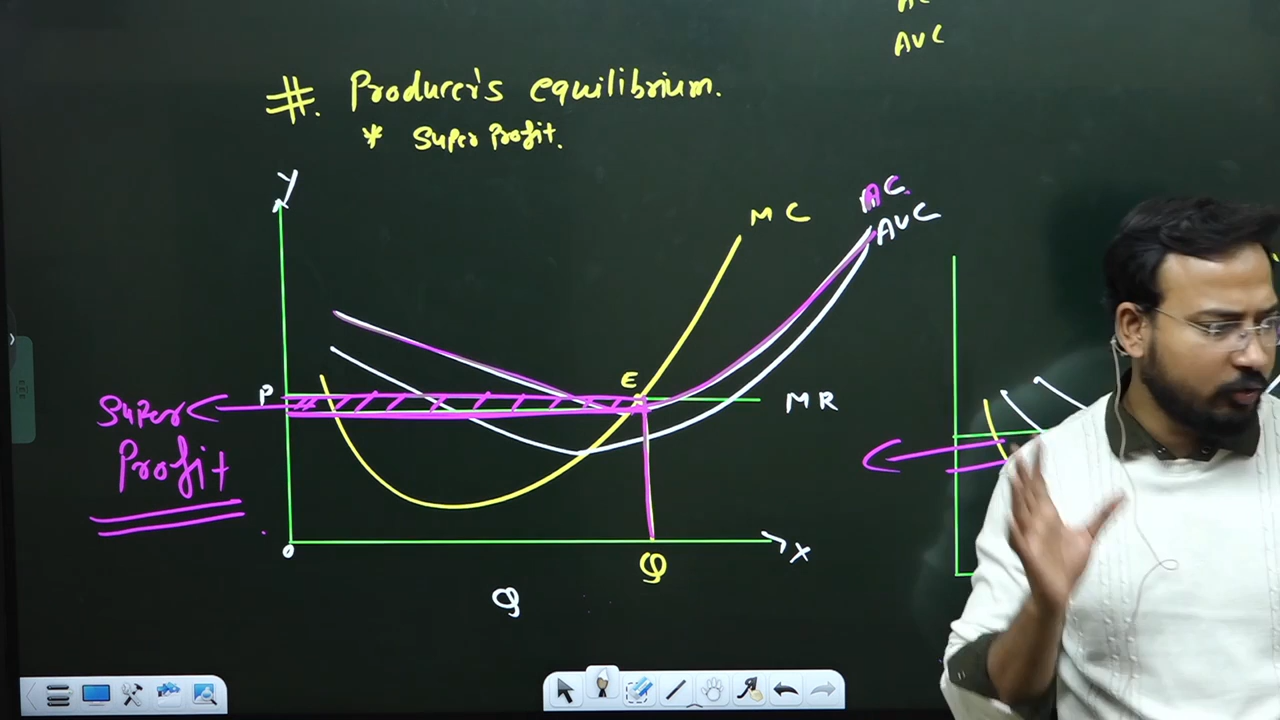 AVC
#. Producer's equilibrium.
* Super Profit.
Y
MC
AC.
AVC
E
P
MR
Super
Profit
0
Q
X
Q